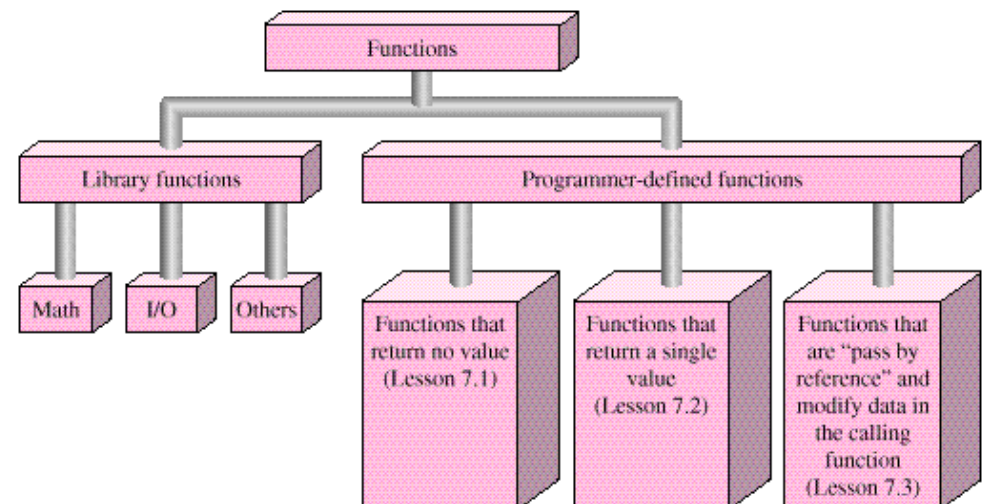 Functions
Library functions
Programmer-defined functions
Math
I/O
Others
Functions that
return no value
(Lesson 7.1)
Functions that
return a single
value
(Lesson 7.2)
Functions that
are “pass by
reference” and
modify data in
the calling
function
(Lesson 7.3)